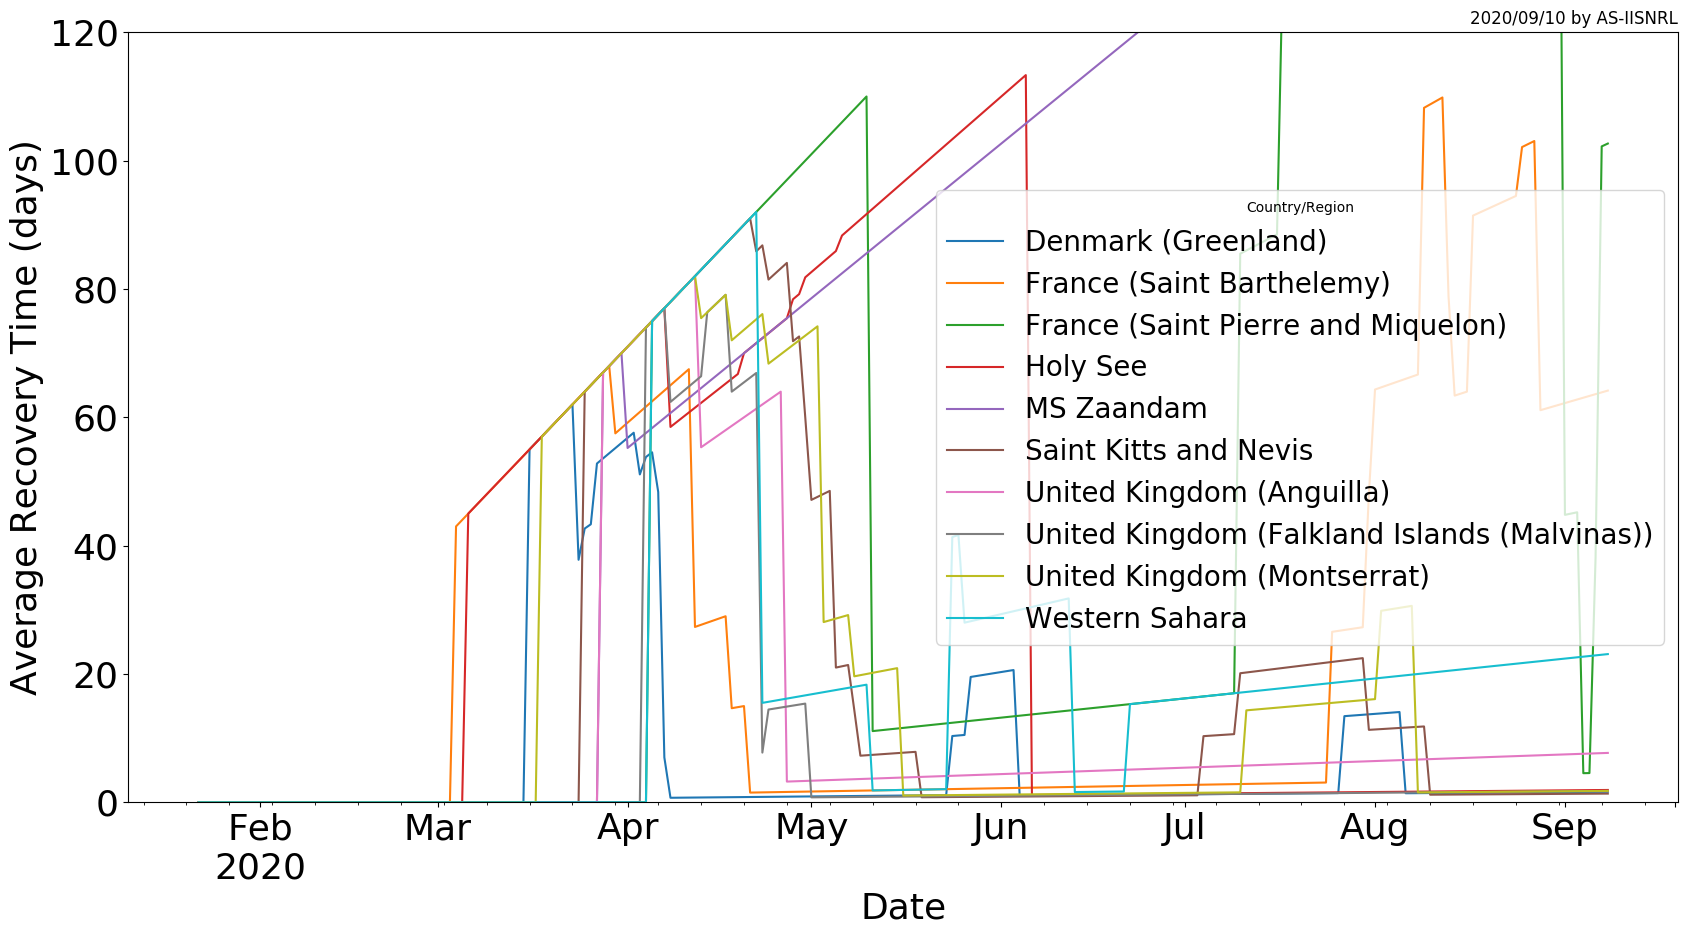 2020/09/10 by AS-IISNRL
120
100
80
60
40
20
0
Average Recovery Time (days)
Country/Region
Denmark (Greenland)
France (Saint Barthelemy)
France (Saint Pierre and Miquelon)
Holy See
MS Zaandam
Saint Kitts and Nevis
United Kingdom (Anguilla)
United Kingdom (Falkland Islands (Malvinas))
United Kingdom (Montserrat)
Western Sahara
Feb Mar Apr May Jun Jul Aug Sep
2020
Date